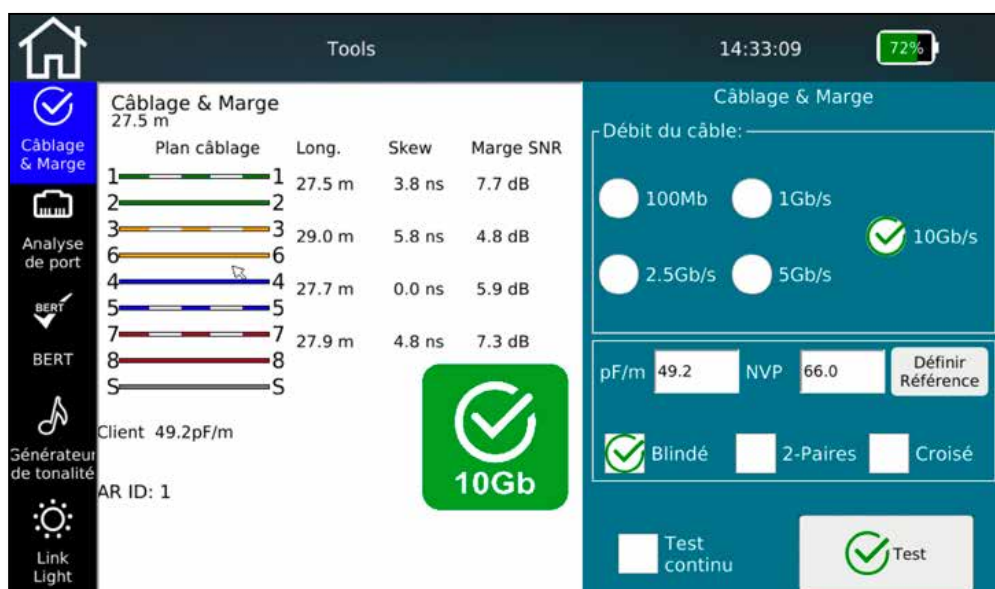 Tools
14:33:09
72%
Câblage
& Marge
Analyse
de port
BERT
BERT
Générateur
de tonalité
Link
Light
Câblage & Marge
27.5 m
Plan câblage Long. Skew Marge SNR
1 1 27.5 m 3.8 ns 7.7 dB
2 2
3 3 29.0 m 5.8 ns 4.8 dB
6 6
4 4 27.7 m 0.0 ns 5.9 dB
5 5
7 7 27.9 m 4.8 ns 7.3 dB
8 8
S S
Client 49.2pF/m
AR ID: 1
10Gb
Câblage & Marge
Débit du câble:
100Mb 1Gb/s
10Gb/s
2.5Gb/s 5Gb/s
pF/m 49.2 NVP 66.0 Définir
Référence
Blindé 2-Paires Croisé
Test
continu
Test